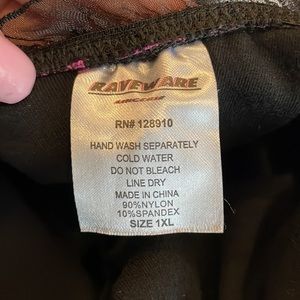 RAVEWARE
RN# 128910
HAND WASH SEPARATELY
COLD WATER
DO NOT BLEACH
LINE DRY
MADE IN CHINA
90%NYLON
10%SPANDEX
SIZE 1XL